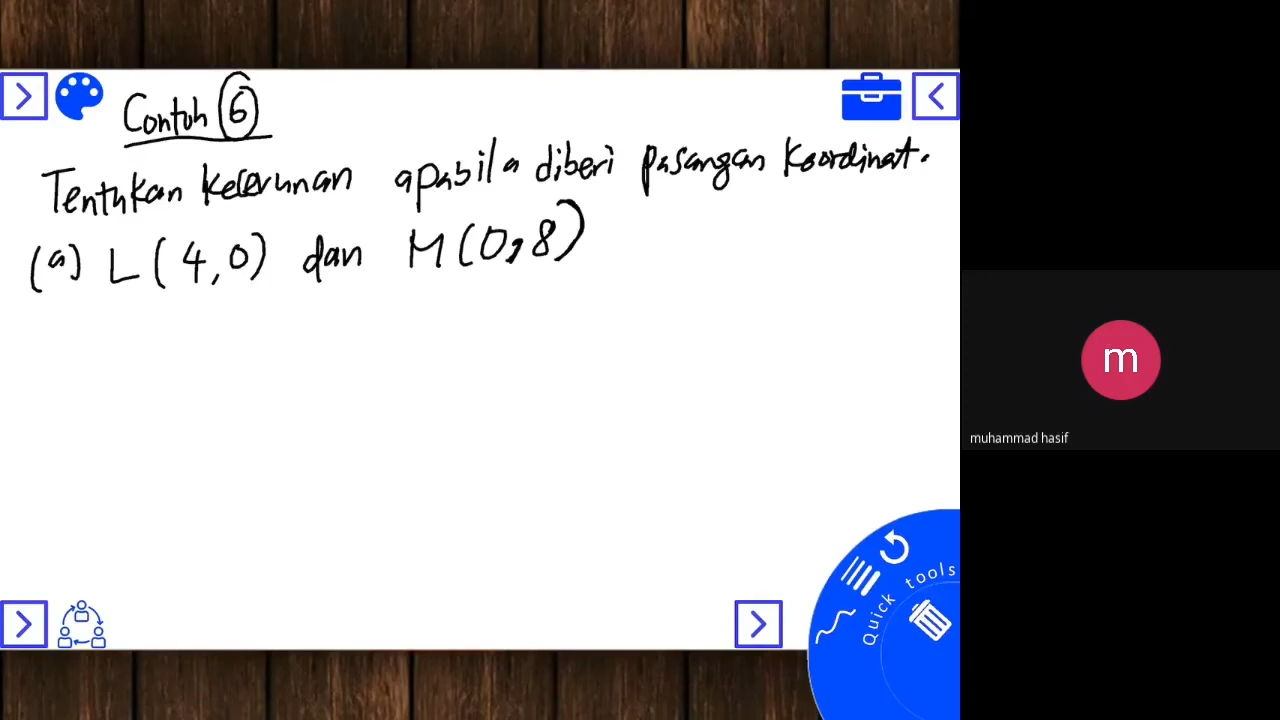 Contoh 6
Tentukan kecerunan apabila diberi pasangan koordinat.
(a) L(4,0) dan M(0,8)
Quick tools
m
muhammad hasif